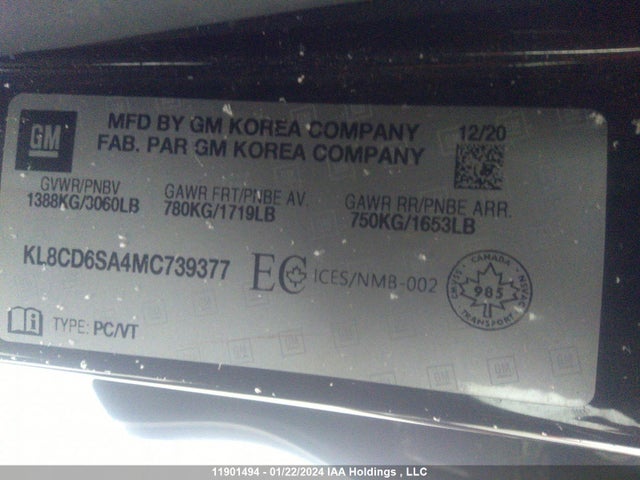 GM
MFD BY GM KOREA COMPANY 12/20
FAB. PAR GM KOREA COMPANY
GVWR/PNBV
1388KG/3060LB
GAWR FRT/PNBE AV.
780KG/1719LB
GAWR RR/PNBE ARR.
750KG/1653LB
KL8CD6SA4MC739377
EC ICES/NMB-002
CANADA
985
TRANSPORT
TYPE: PC/VT
11901494 - 01/22/2024 IAA Holdings , LLC